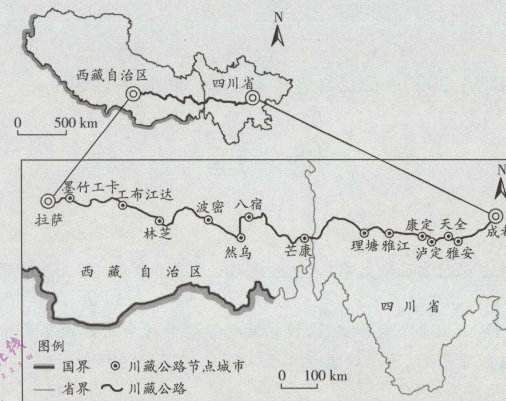 N
西藏自治区
四川省
0 500 km
N
墨竹工卡
工布江达
波密
八宿
康定
天全
成都
拉萨
林芝
然乌
芒康
理塘
雅江
泸定
雅安
西藏自治区
四川省
图例
国界
川藏公路节点城市
省界
川藏公路
0 100 km